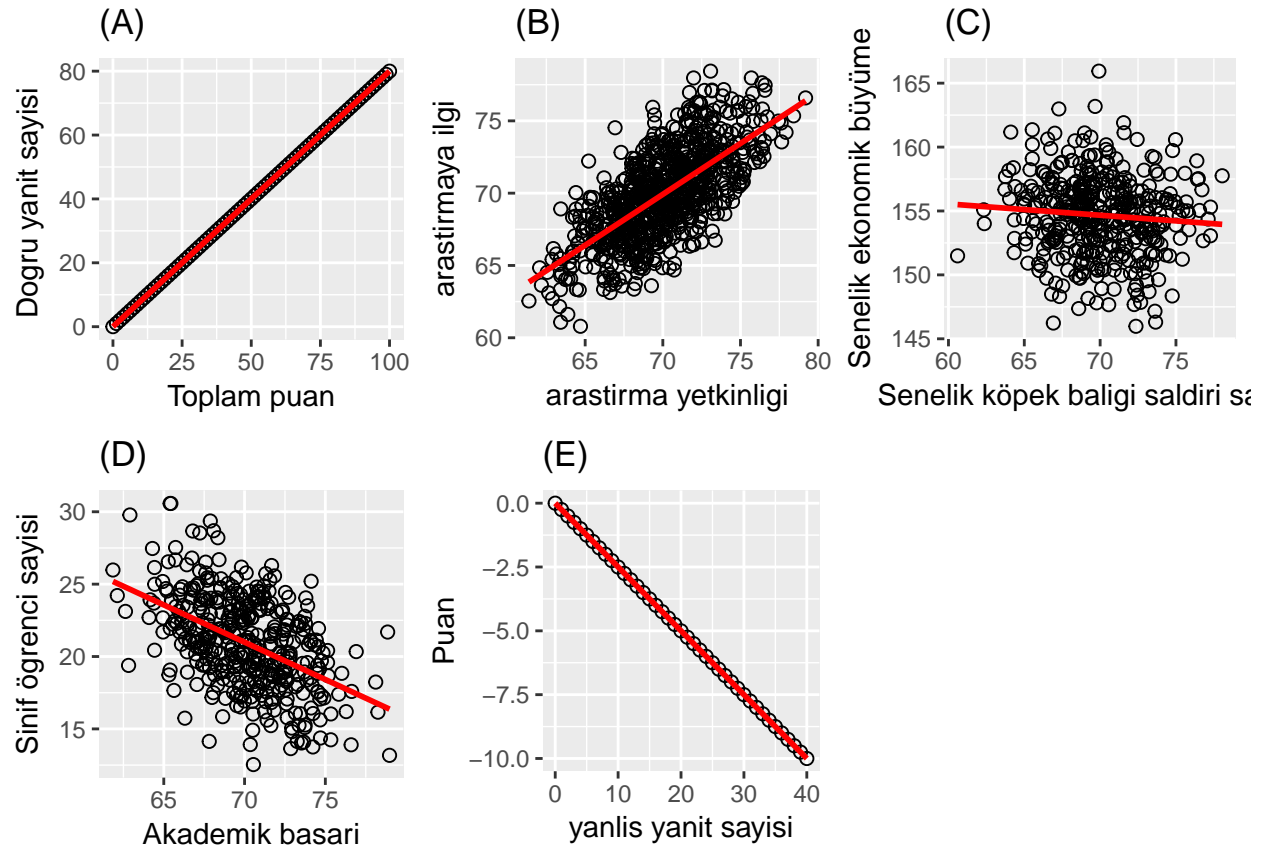 (A)
(B)
(C)
Dogru yanit sayisi
80
60
40
20
0
0 25 50 75 100
Toplam puan
arastirmaya ilgi
75
70
65
60
65 70 75 80
arastirma yetkinligi
Senelik ekonomik büyüme
165
160
155
150
145
60 65 70 75
Senelik köpek baligi saldiri sa
(D)
(E)
Sinif ögrenci sayisi
30
25
20
15
65 70 75
Akademik basari
Puan
0.0
−2.5
−5.0
−7.5
−10.0
0 10 20 30 40
yanlis yanit sayisi